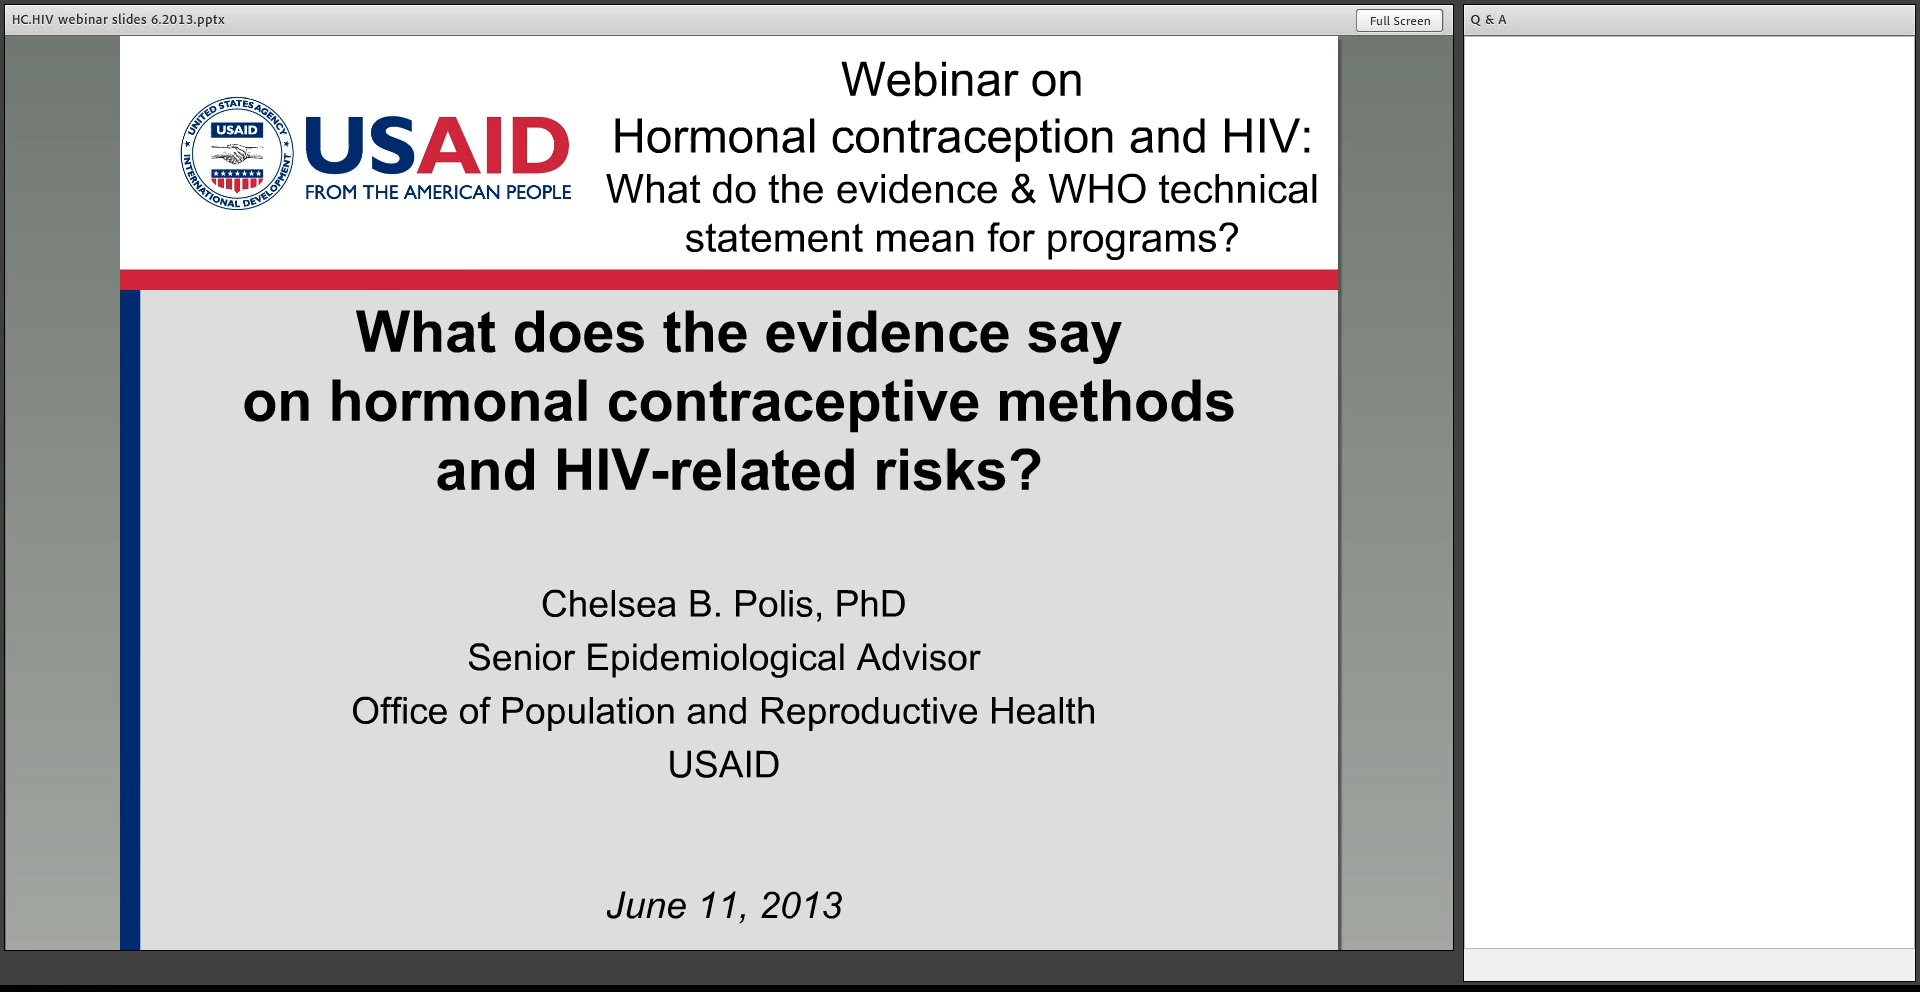 HC.HIV webinar slides 6.2013.pptx
Full Screen
Q & A
Webinar on
Hormonal contraception and HIV:
What do the evidence & WHO technical
statement mean for programs?
UNITED STATES AGENCY
USAID
INTERNATIONAL DEVELOPMENT
USAID
FROM THE AMERICAN PEOPLE
What does the evidence say
on hormonal contraceptive methods
and HIV-related risks?
Chelsea B. Polis, PhD
Senior Epidemiological Advisor
Office of Population and Reproductive Health
USAID
June 11, 2013